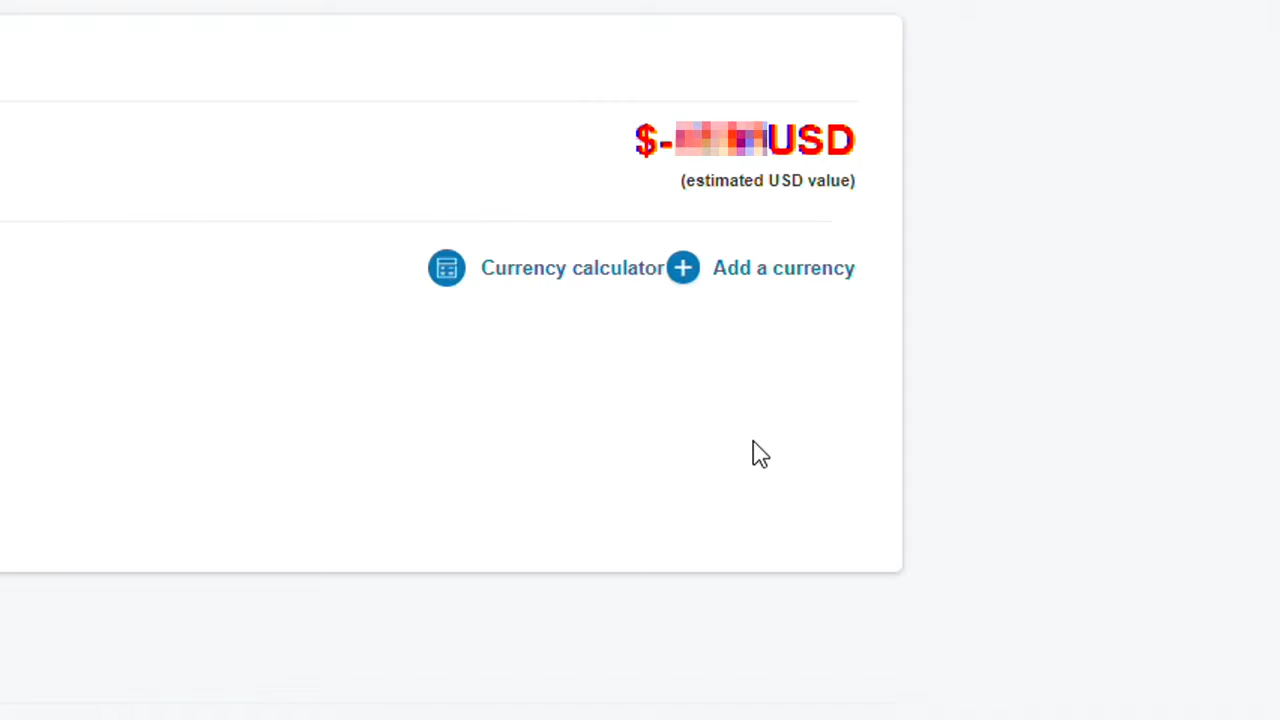 $- USD
(estimated USD value)
Currency calculator Add a currency